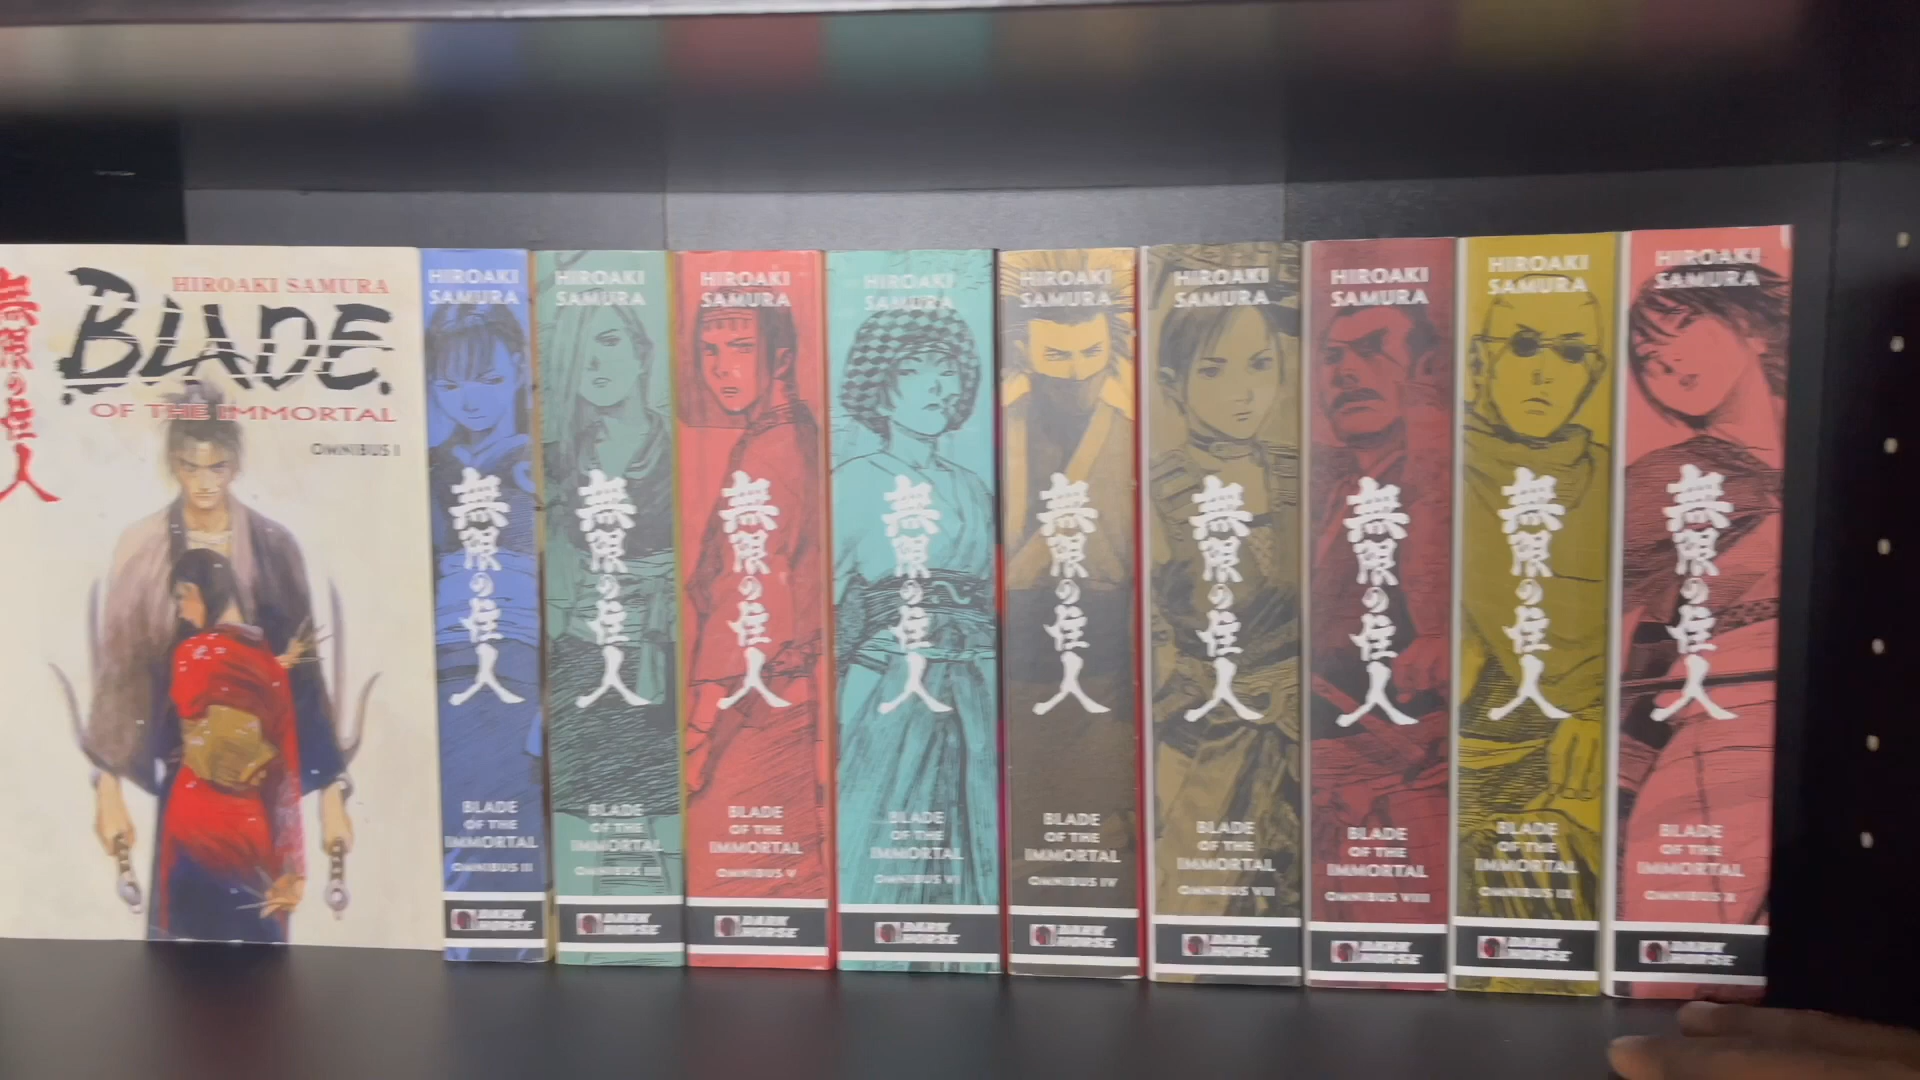 無限の住人
HIROAKI SAMURA
BLADE
OF THE IMMORTAL
OMNIBUS I
HIROAKI
SAMURA
無限の住人
BLADE
OF THE
IMMORTAL
OMNIBUS III
DARK
HORSE
HIROAKI
SAMURA
無限の住人
BLADE
OF THE
IMMORTAL
OMNIBUS III
DARK
HORSE
HIROAKI
SAMURA
無限の住人
BLADE
OF THE
IMMORTAL
OMNIBUS V
DARK
HORSE
HIROAKI
SAMURA
無限の住人
BLADE
OF THE
IMMORTAL
OMNIBUS VI
DARK
HORSE
HIROAKI
SAMURA
無限の住人
BLADE
OF THE
IMMORTAL
OMNIBUS IV
DARK
HORSE
HIROAKI
SAMURA
無限の住人
BLADE
OF THE
IMMORTAL
OMNIBUS VII
DARK
HORSE
HIROAKI
SAMURA
無限の住人
BLADE
OF THE
IMMORTAL
OMNIBUS VIII
DARK
HORSE
HIROAKI
SAMURA
無限の住人
BLADE
OF THE
IMMORTAL
OMNIBUS IX
DARK
HORSE
HIROAKI
SAMURA
無限の住人
BLADE
OF THE
IMMORTAL
OMNIBUS X
DARK
HORSE